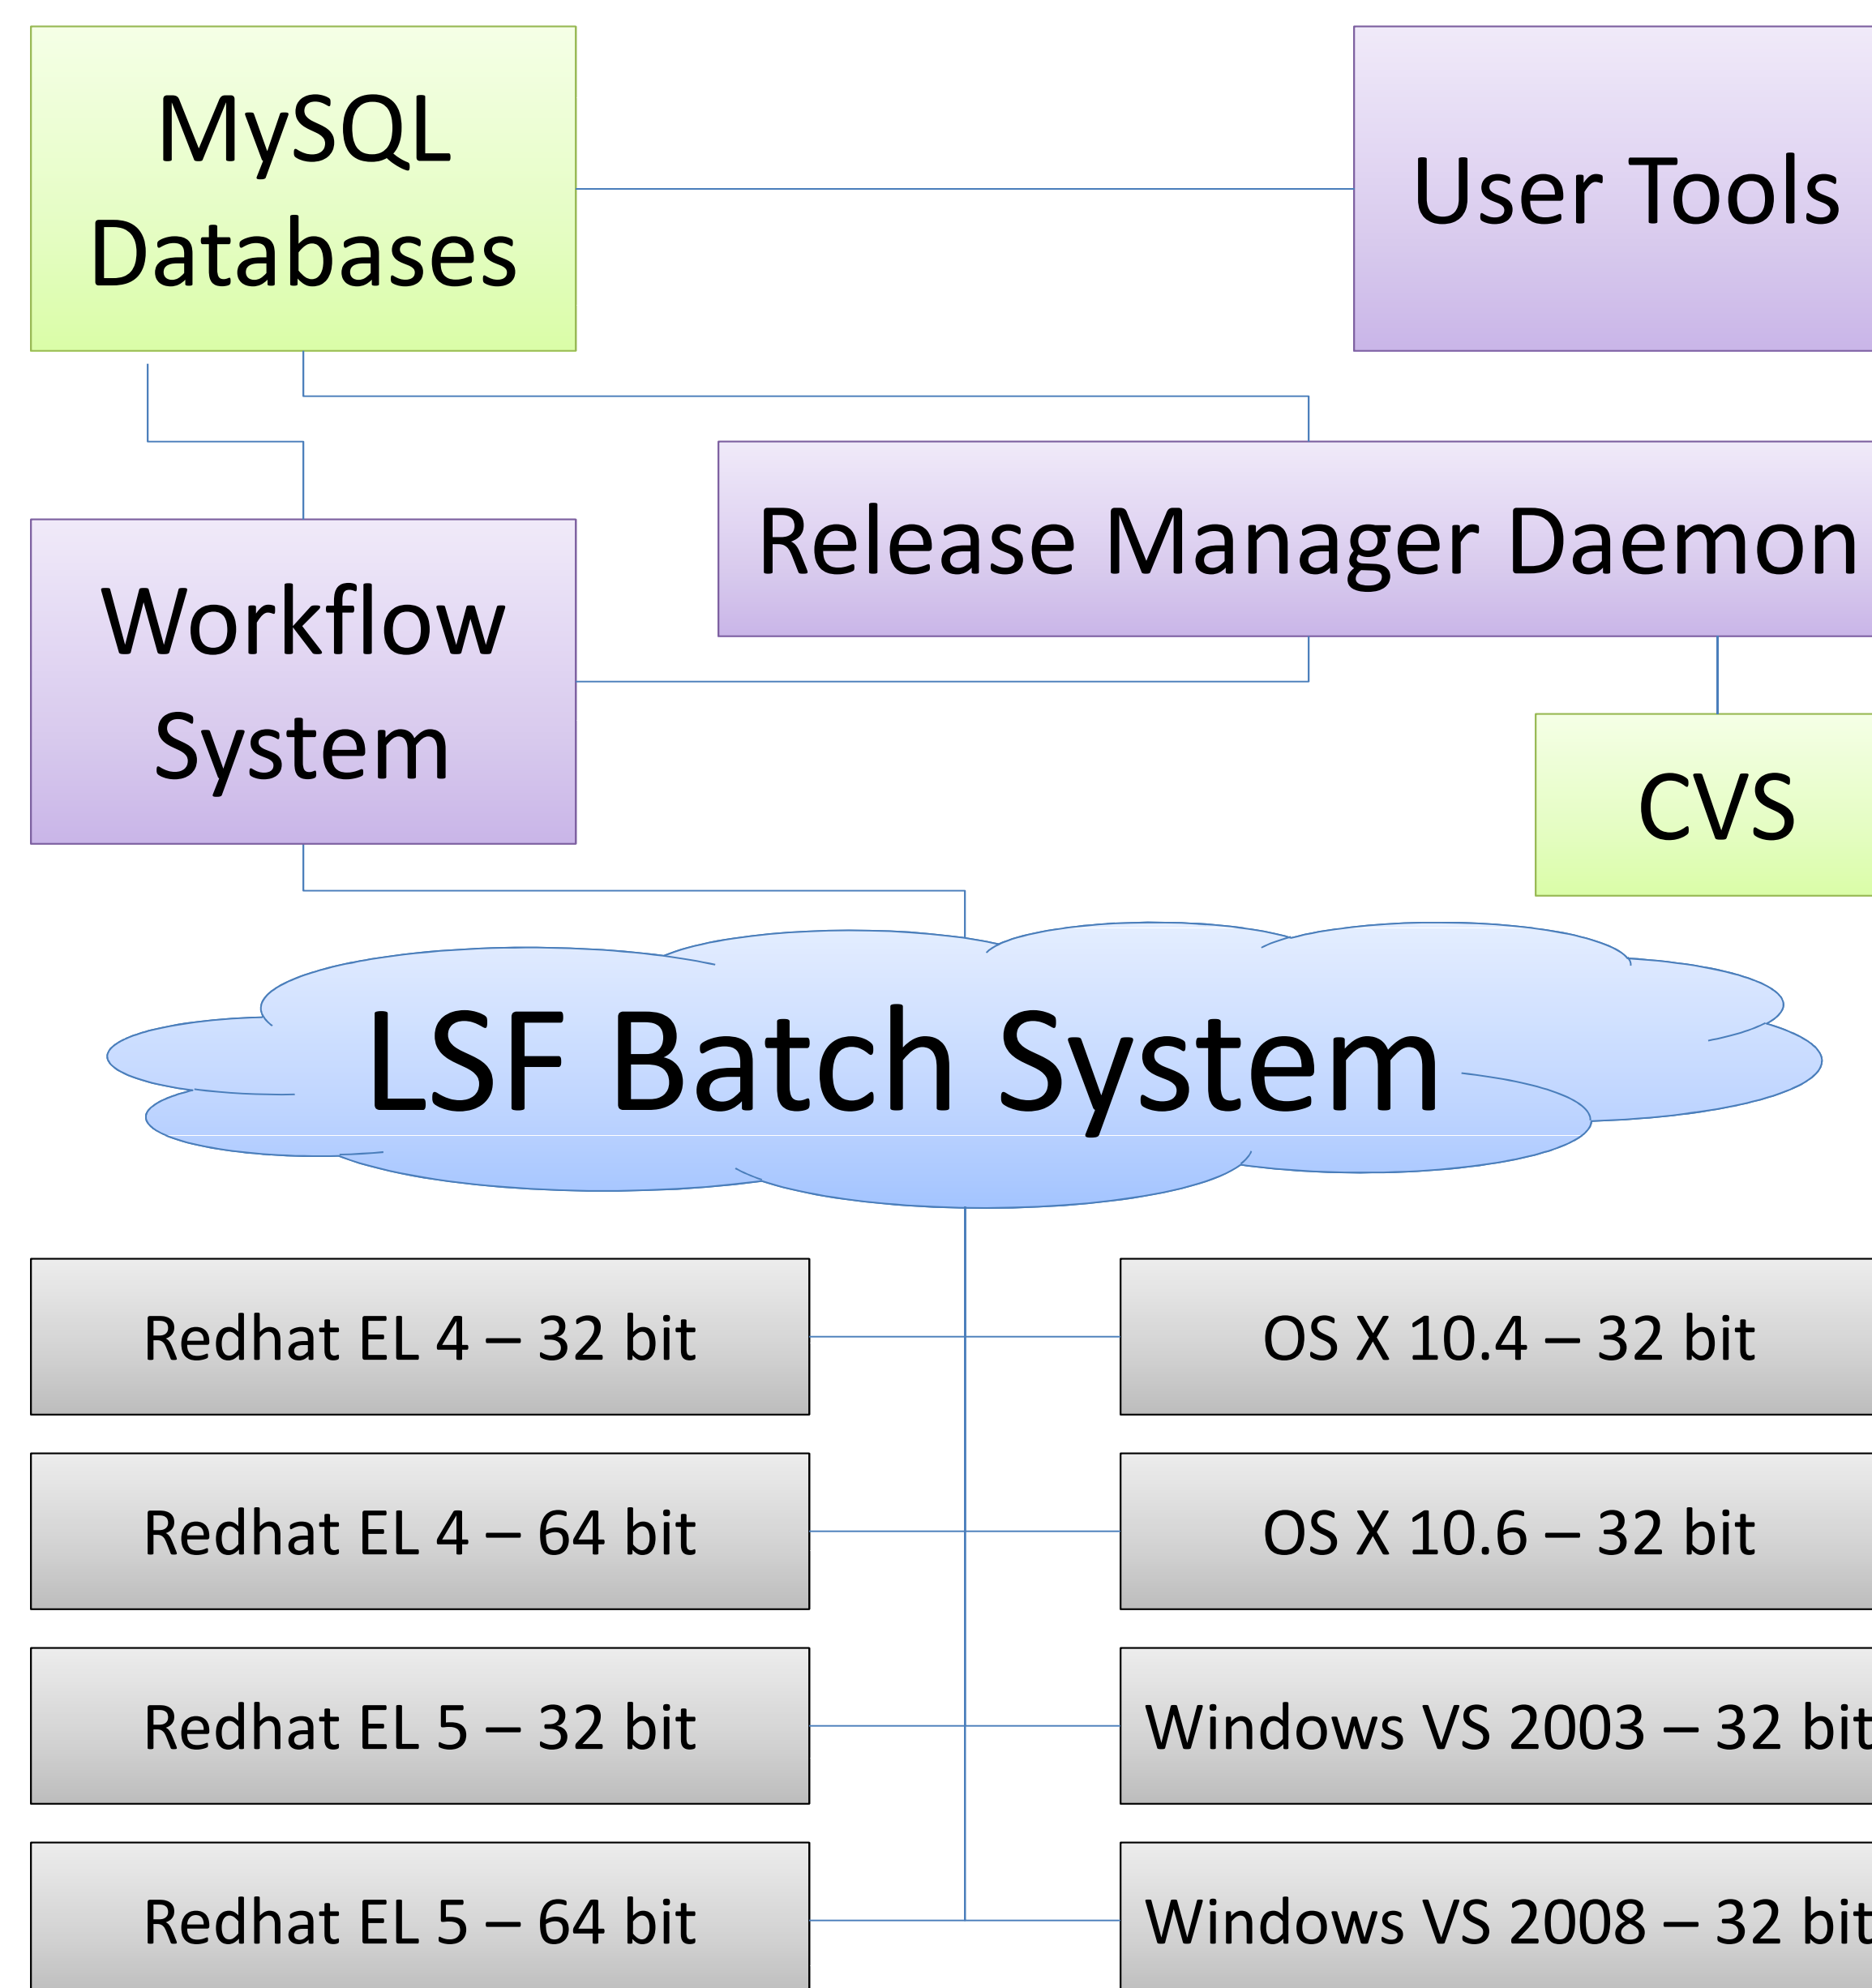 MySQL
Databases
User Tools
Release Manager Daemon
Workflow
System
CVS
LSF Batch System
Redhat EL 4 – 32 bit
OS X 10.4 – 32 bit
Redhat EL 4 – 64 bit
OS X 10.6 – 32 bit
Redhat EL 5 – 32 bit
Windows VS 2003 – 32 bit
Redhat EL 5 – 64 bit
Windows VS 2008 – 32 bit